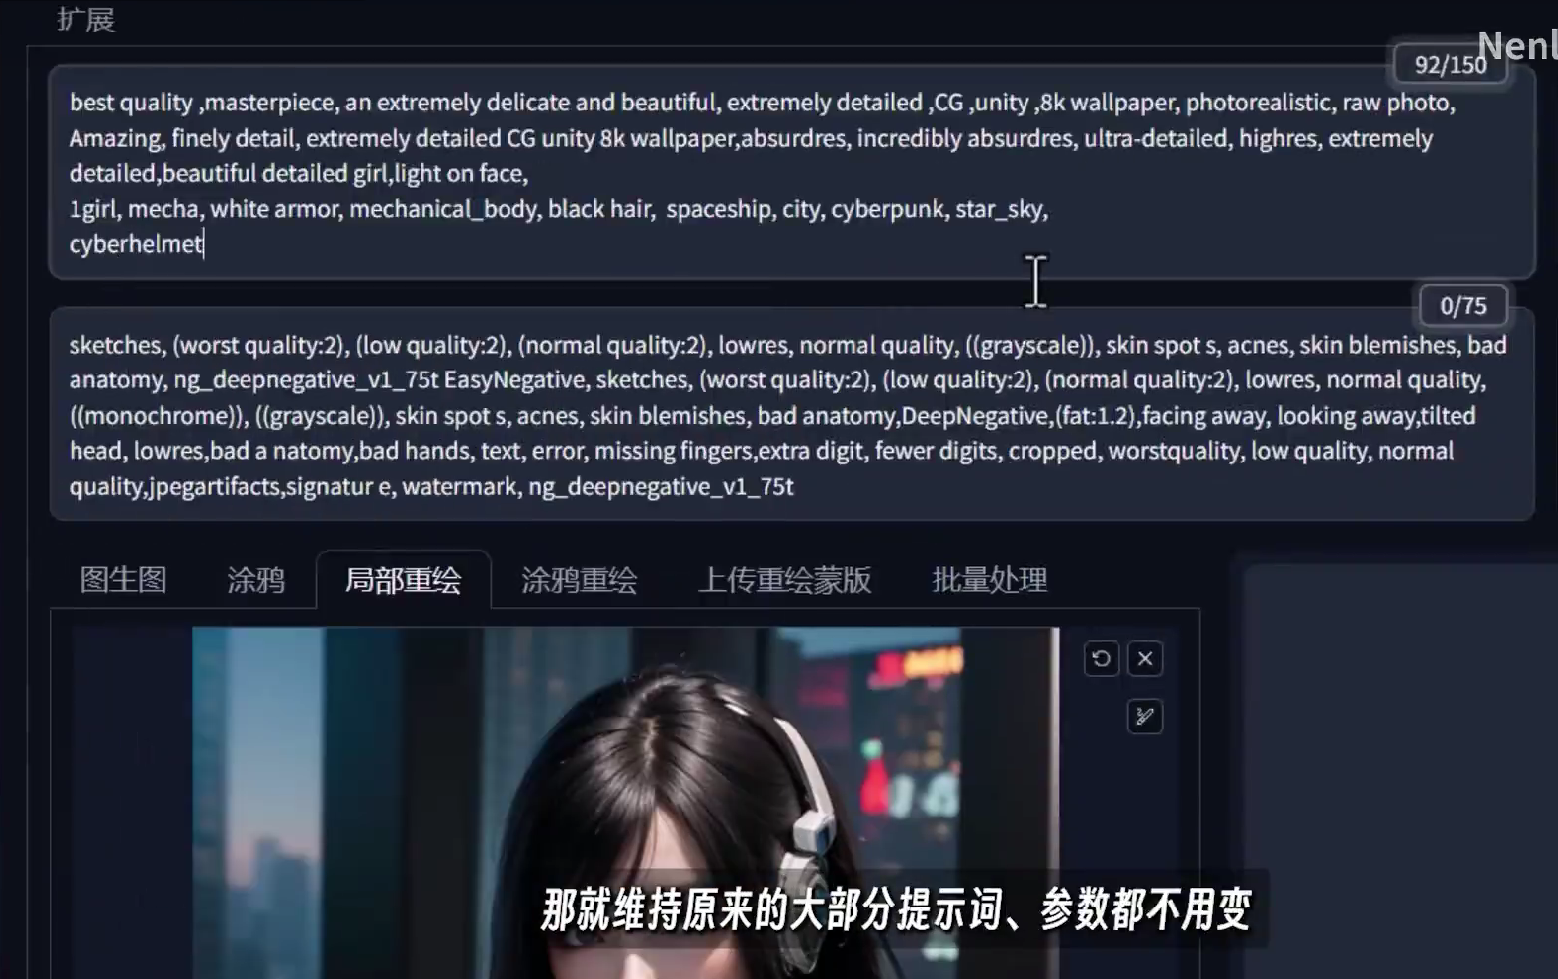 扩展
Nenl
92/150
best quality ,masterpiece, an extremely delicate and beautiful, extremely detailed ,CG ,unity ,8k wallpaper, photorealistic, raw photo,
Amazing, finely detail, extremely detailed CG unity 8k wallpaper,absurdres, incredibly absurdres, ultra-detailed, highres, extremely
detailed,beautiful detailed girl,light on face,
1girl, mecha, white armor, mechanical_body, black hair,  spaceship, city, cyberpunk, star_sky,
cyberhelmet
0/75
sketches, (worst quality:2), (low quality:2), (normal quality:2), lowres, normal quality, ((grayscale)), skin spot s, acnes, skin blemishes, bad
anatomy, ng_deepnegative_v1_75t EasyNegative, sketches, (worst quality:2), (low quality:2), (normal quality:2), lowres, normal quality,
((monochrome)), ((grayscale)), skin spot s, acnes, skin blemishes, bad anatomy,DeepNegative,(fat:1.2),facing away, looking away,tilted
head, lowres,bad a natomy,bad hands, text, error, missing fingers,extra digit, fewer digits, cropped, worstquality, low quality, normal
quality,jpegartifacts,signatur e, watermark, ng_deepnegative_v1_75t
图生图 涂鸦 局部重绘 涂鸦重绘 上传重绘蒙版 批量处理
那就维持原来的大部分提示词、参数都不用变